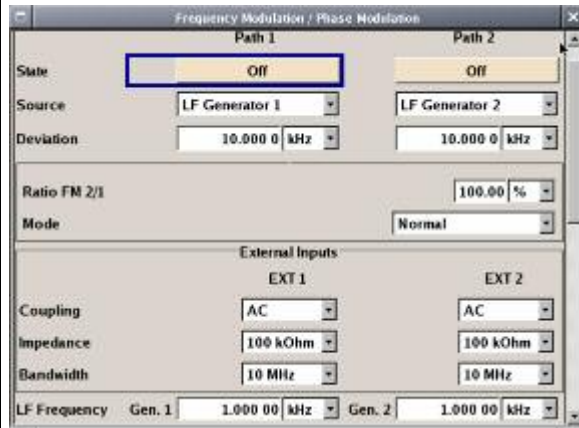 Frequency Modulation / Phase Modulation
Path 1 Path 2
State Off Off
Source LF Generator 1 LF Generator 2
Deviation 10.000 0 kHz 10.000 0 kHz
Ratio FM 2/1 100.00 %
Mode Normal
External Inputs
EXT 1 EXT 2
Coupling AC AC
Impedance 100 kOhm 100 kOhm
Bandwidth 10 MHz 10 MHz
LF Frequency Gen. 1 1.000 00 kHz Gen. 2 1.000 00 kHz